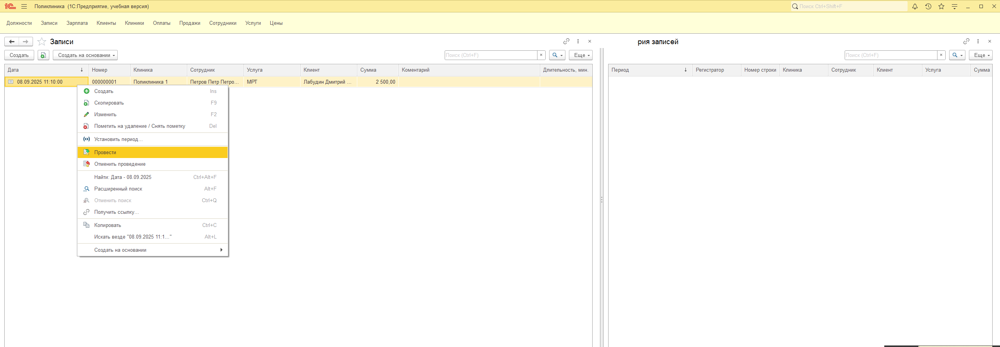 1С Поликлиника (1С:Предприятие, учебная версия) Поиск Ctrl+Shift+F
Должности Записи Зарплата Клиенты Клиники Оплаты Продажи Сотрудники Услуги Цены
Записи
Создать Создать на основании Поиск (Ctrl+F) × Еще
Дата Номер Клиника Сотрудник Услуга Клиент Сумма Коментарий Длительность, мин.
08.09.2025 11:10:00 000000001 Поликлиника 1 Петров Петр Петро... МРТ Лабудин Дмитрий ... 2 500,00
Создать Ins
Скопировать F9
Изменить F2
Пометить на удаление / Снять пометку Del
Установить период...
Провести
Отменить проведение
Найти: Дата - 08.09.2025 Ctrl+Alt+F
Расширенный поиск Alt+F
Отменить поиск Ctrl+Q
Получить ссылку...
Копировать Ctrl+C
Искать везде "08.09.2025 11:1..." Alt+L
Создать на основании
рия записей
Поиск (Ctrl+F) × Еще
Период Регистратор Номер строки Клиника Сотрудник Клиент Услуга Сумма